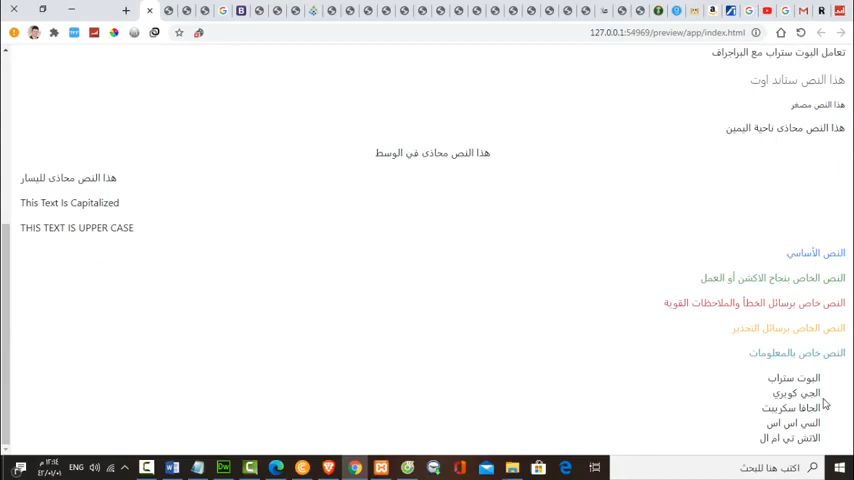 127.0.0.1:54969/preview/app/index.html
تعامل البوت ستراب مع البراجراف
هذا النص ستاند اوت
هذا النص مصغر
هذا النص محاذى ناحية اليمين
هذا النص محاذى في الوسط
هذا النص محاذى لليسار
This Text Is Capitalized
THIS TEXT IS UPPER CASE
النص الأساسي
النص الخاص بنجاح الاكشن أو العمل
النص خاص برسائل الخطأ والملاحظات القوية
النص الخاص برسائل التحذير
النص خاص بالمعلومات
البوت ستراب
الجي كويري
الجافا سكريبت
السي اس اس
الاتش تي ام ال
ENG
اكتب هنا للبحث